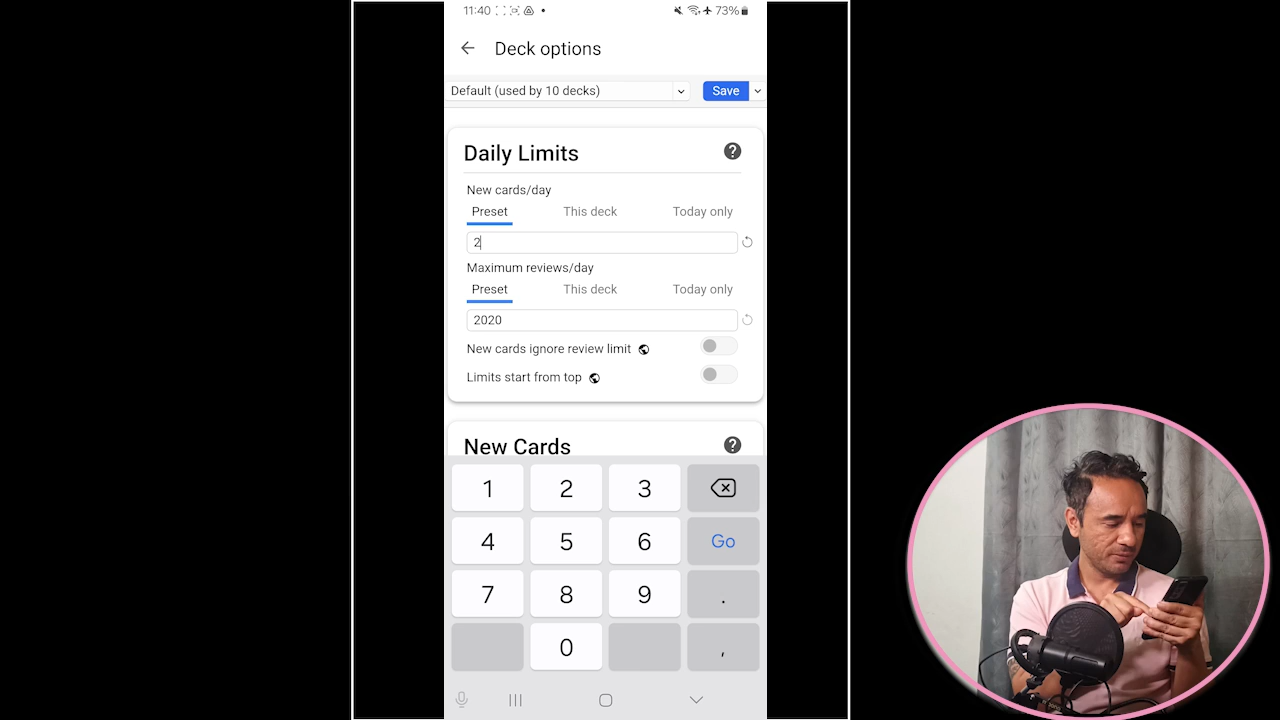 11:40
73%
Deck options
Default (used by 10 decks)
Save
Daily Limits
?
New cards/day
Preset This deck Today only
2
Maximum reviews/day
Preset This deck Today only
2020
New cards ignore review limit
Limits start from top
New Cards
?
1 2 3
4 5 6 Go
7 8 9 .
0 ,